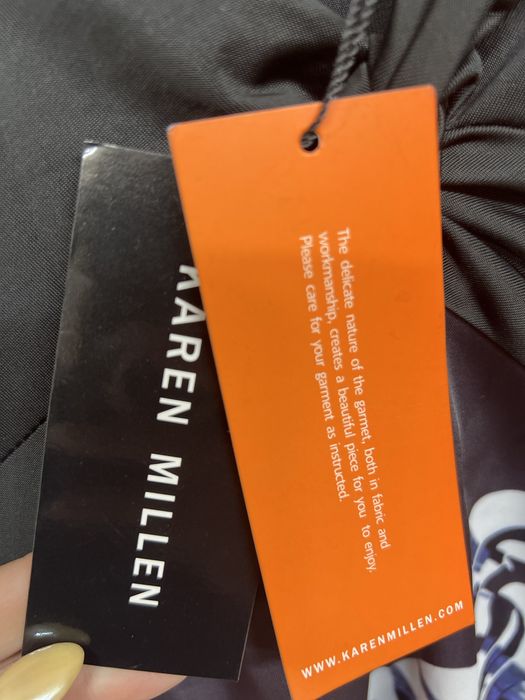 KAREN MILLEN
The delicate nature of the garmet, both in fabric and
workmanship, creates a beautiful piece for you to enjoy,
Please care for your garment as instructed.
WWW.KARENMILLEN.COM